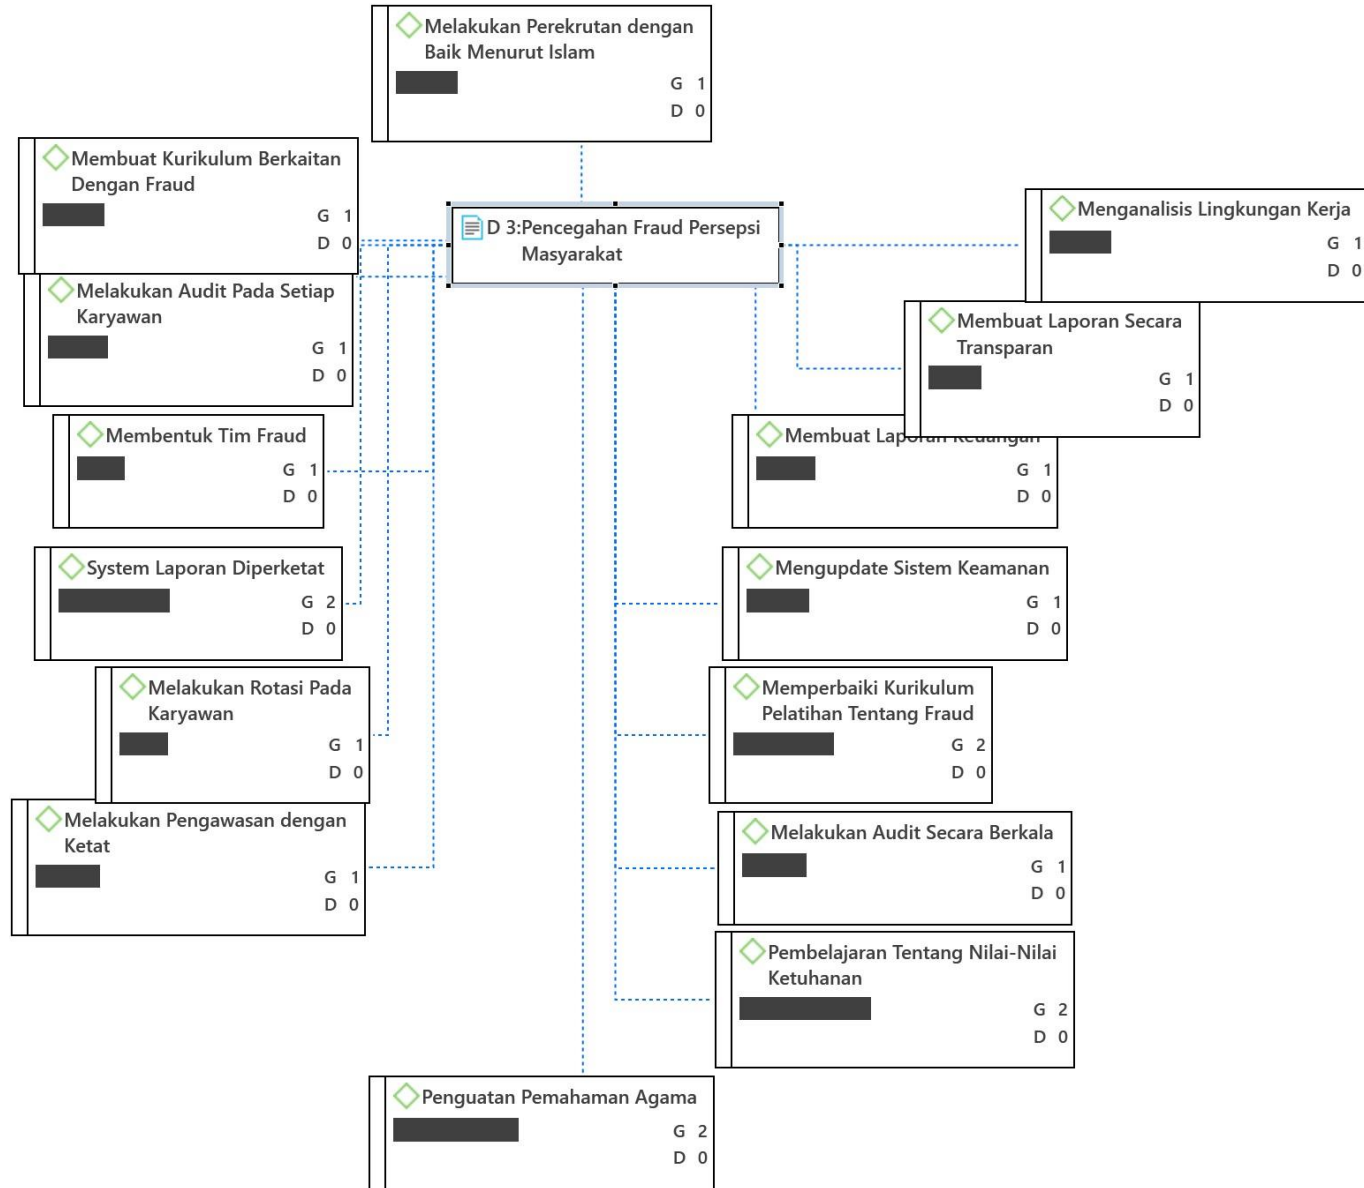 Melakukan Perekrutan dengan
Baik Menurut Islam
G 1
D 0
Membuat Kurikulum Berkaitan
Dengan Fraud
G 1
D 0
D 3:Pencegahan Fraud Persepsi
Masyarakat
Menganalisis Lingkungan Kerja
G 1
D 0
Melakukan Audit Pada Setiap
Karyawan
G 1
D 0
Membuat Laporan Secara
Transparan
G 1
D 0
Membentuk Tim Fraud
G 1
D 0
Membuat Laporan Keuangan
G 1
D 0
System Laporan Diperketat
G 2
D 0
Mengupdate Sistem Keamanan
G 1
D 0
Melakukan Rotasi Pada
Karyawan
G 1
D 0
Memperbaiki Kurikulum
Pelatihan Tentang Fraud
G 2
D 0
Melakukan Pengawasan dengan
Ketat
G 1
D 0
Melakukan Audit Secara Berkala
G 1
D 0
Pembelajaran Tentang Nilai-Nilai
Ketuhanan
G 2
D 0
Penguatan Pemahaman Agama
G 2
D 0